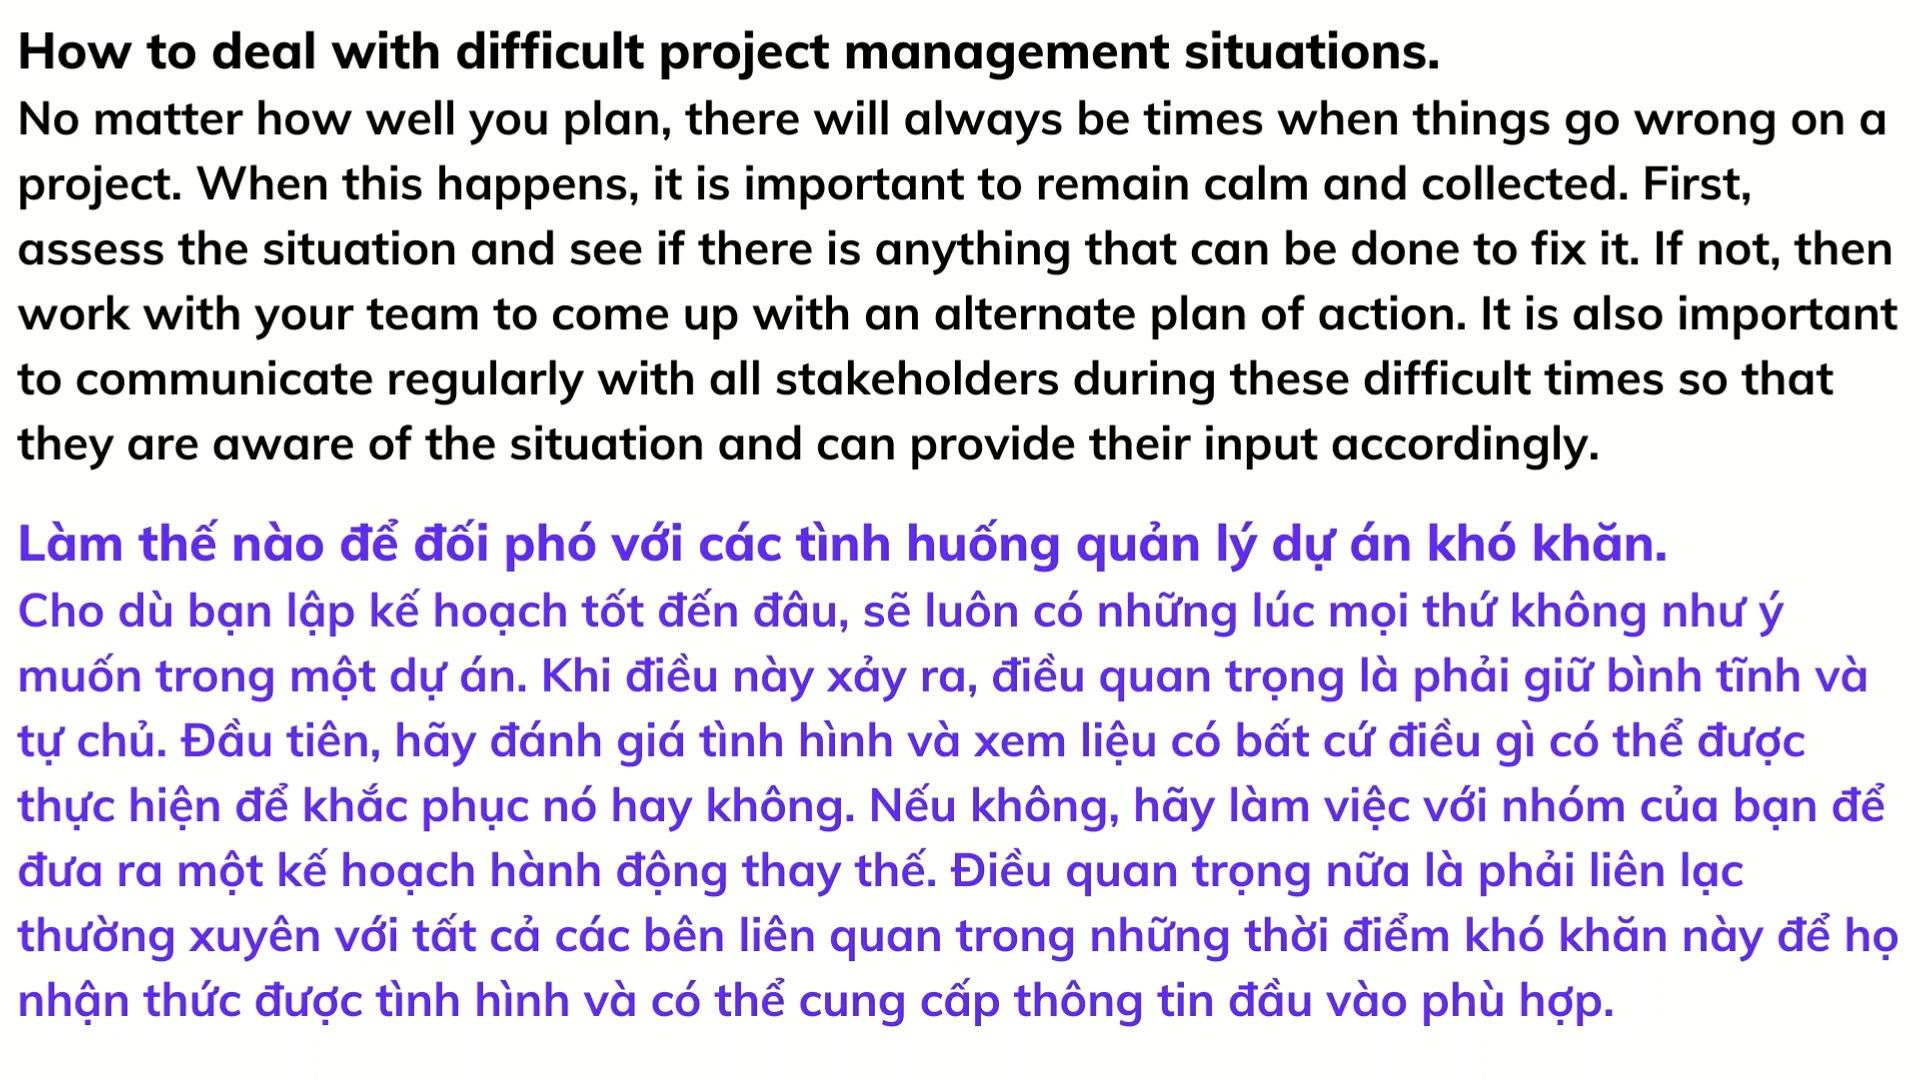 How to deal with difficult project management situations.
No matter how well you plan, there will always be times when things go wrong on a
project. When this happens, it is important to remain calm and collected. First,
assess the situation and see if there is anything that can be done to fix it. If not, then
work with your team to come up with an alternate plan of action. It is also important
to communicate regularly with all stakeholders during these difficult times so that
they are aware of the situation and can provide their input accordingly.
Làm thế nào để đối phó với các tình huống quản lý dự án khó khăn.
Cho dù bạn lập kế hoạch tốt đến đâu, sẽ luôn có những lúc mọi thứ không như ý
muốn trong một dự án. Khi điều này xảy ra, điều quan trọng là phải giữ bình tĩnh và
tự chủ. Đầu tiên, hãy đánh giá tình hình và xem liệu có bất cứ điều gì có thể được
thực hiện để khắc phục nó hay không. Nếu không, hãy làm việc với nhóm của bạn để
đưa ra một kế hoạch hành động thay thế. Điều quan trọng nữa là phải liên lạc
thường xuyên với tất cả các bên liên quan trong những thời điểm khó khăn này để họ
nhận thức được tình hình và có thể cung cấp thông tin đầu vào phù hợp.